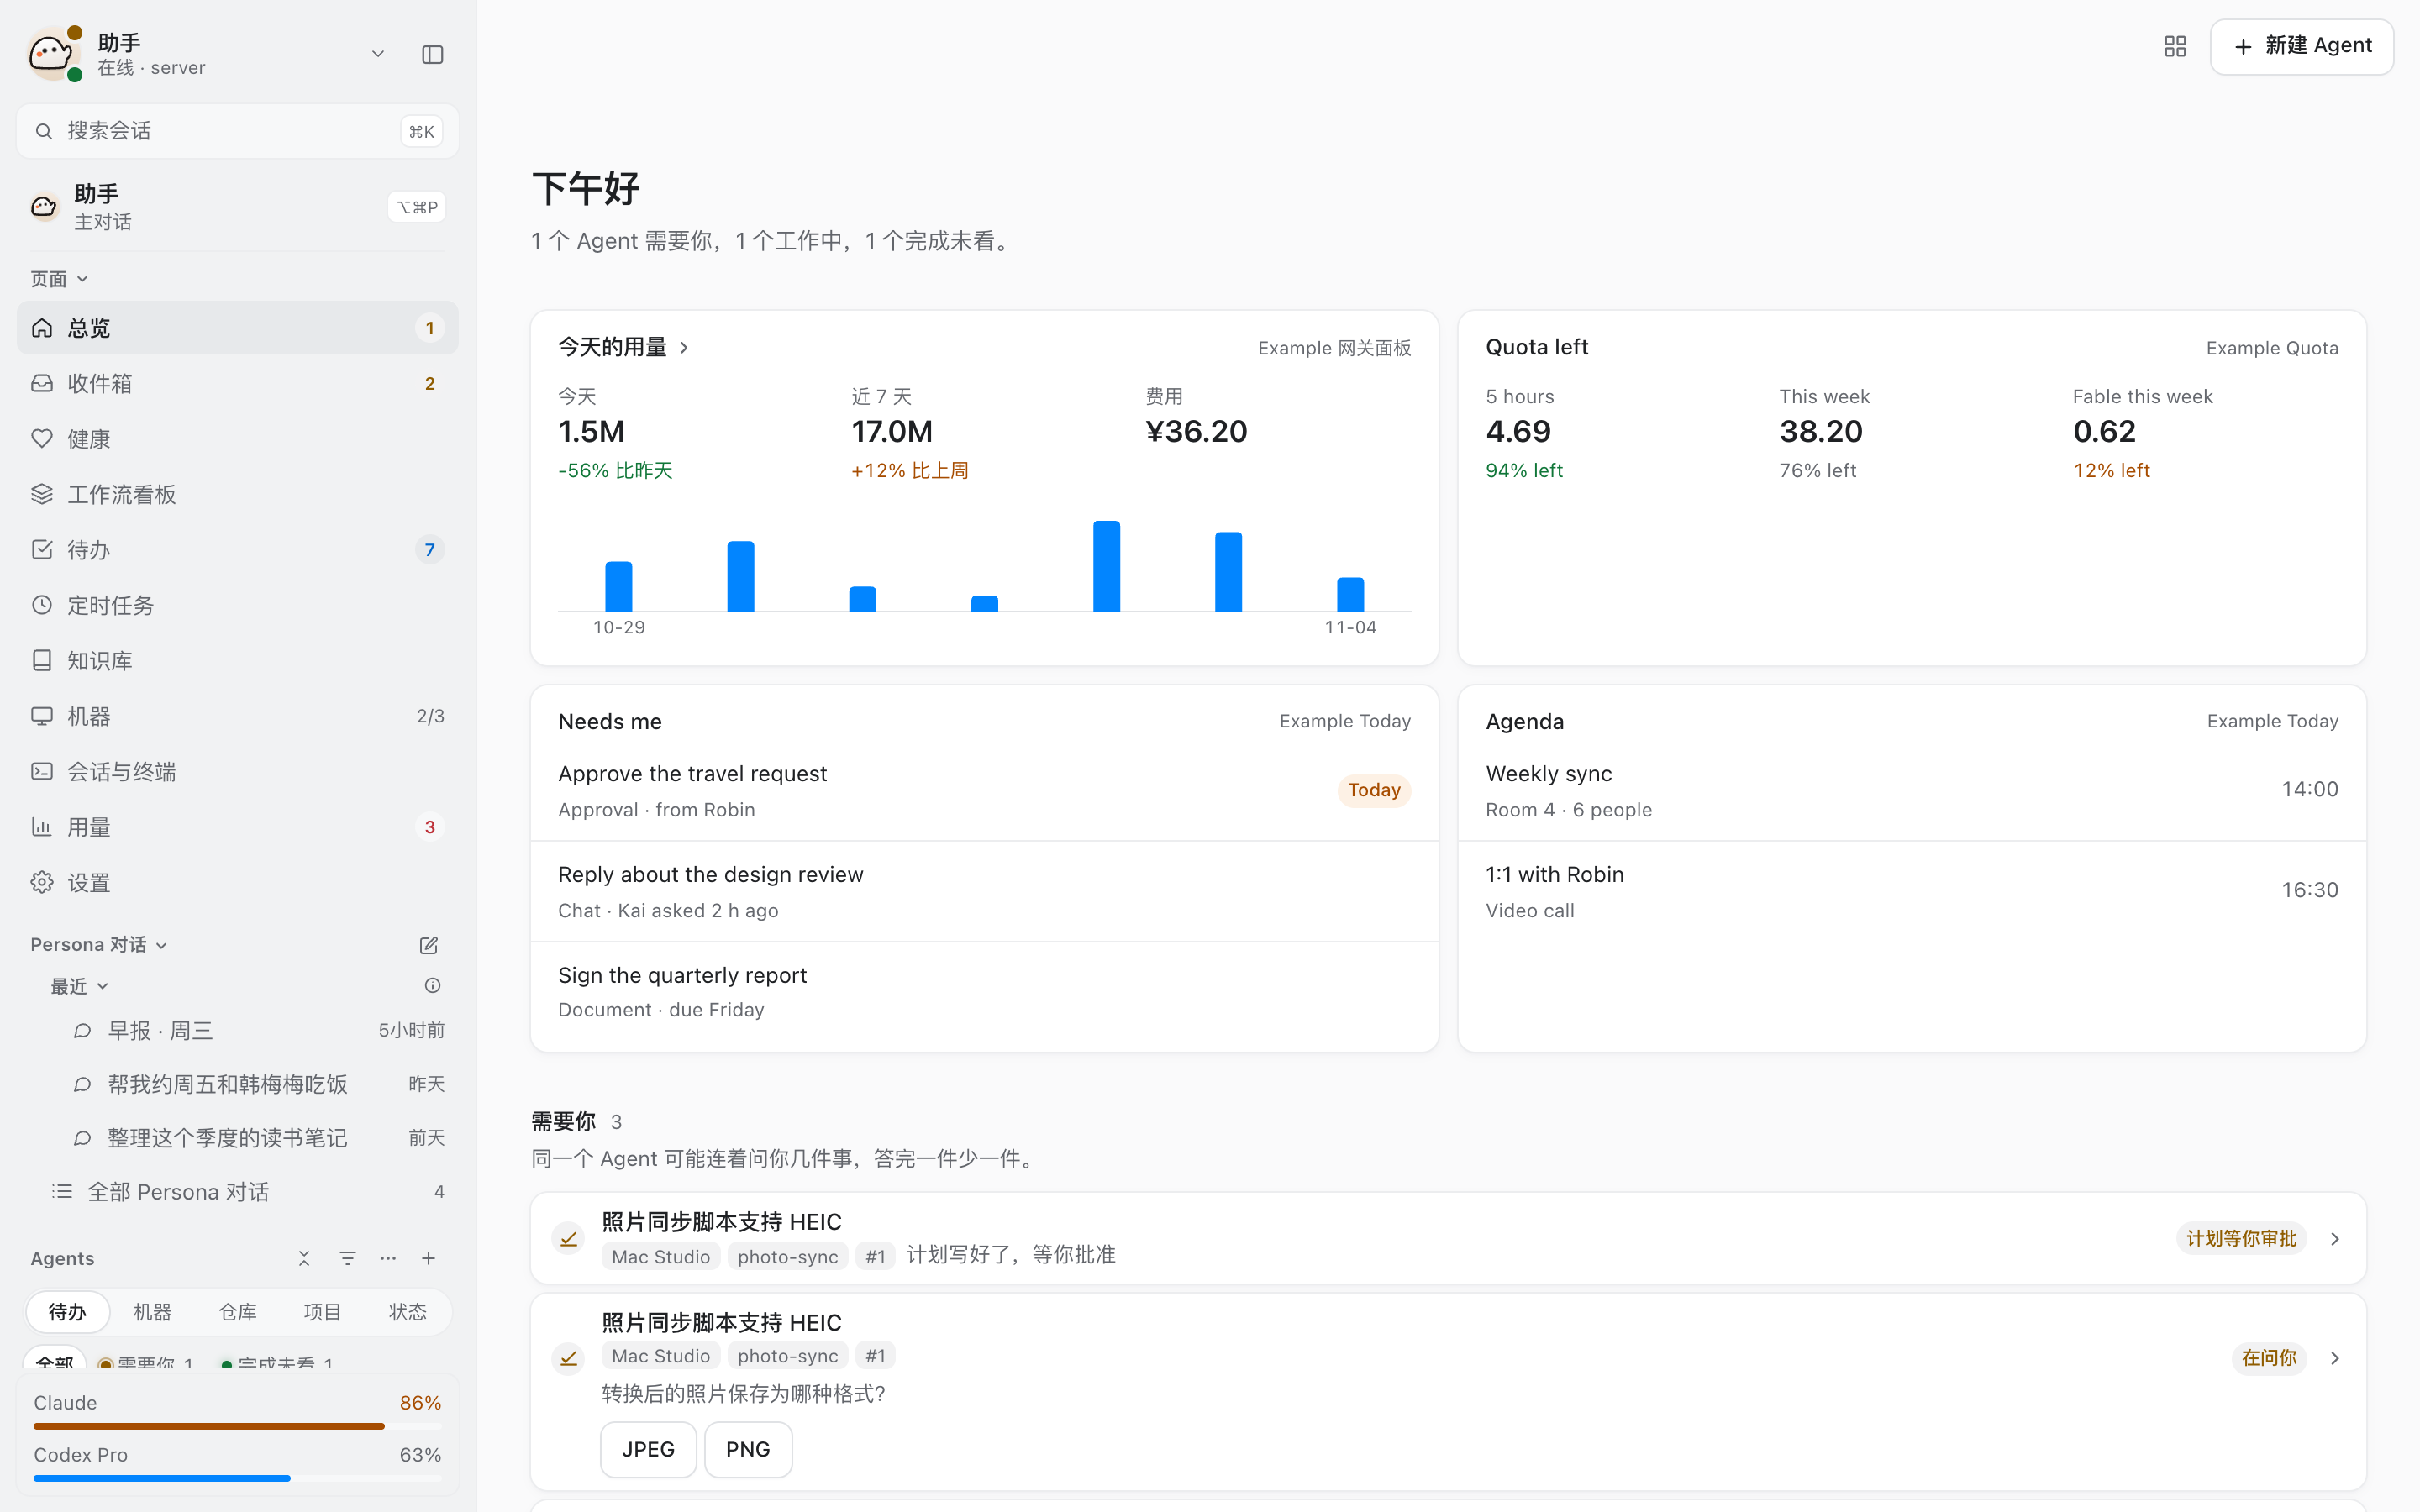 助手
在线 · server
搜索会话
⌘K
助手
主对话
⌥⌘P
页面
总览
1
收件箱
2
健康
工作流看板
待办
7
定时任务
知识库
机器
2/3
会话与终端
用量
3
设置
Persona 对话
最近
早报 · 周三
5小时前
帮我约周五和韩梅梅吃饭
昨天
整理这个季度的读书笔记
前天
全部 Persona 对话
4
Agents
待办
机器
仓库
项目
状态
全部
需要你 1
完成未看 1
Claude
86%
Codex Pro
63%
新建 Agent
下午好
1 个 Agent 需要你，1 个工作中，1 个完成未看。
今天的用量
Example 网关面板
今天
近 7 天
费用
1.5M
17.0M
¥36.20
-56% 比昨天
+12% 比上周
10-29
11-04
Quota left
Example Quota
5 hours
This week
Fable this week
4.69
38.20
0.62
94% left
76% left
12% left
Needs me
Example Today
Approve the travel request
Approval · from Robin
Today
Reply about the design review
Chat · Kai asked 2 h ago
Sign the quarterly report
Document · due Friday
Agenda
Example Today
Weekly sync
Room 4 · 6 people
14:00
1:1 with Robin
Video call
16:30
需要你 3
同一个 Agent 可能连着问你几件事，答完一件少一件。
照片同步脚本支持 HEIC
Mac Studio photo-sync #1 计划写好了，等你批准
计划等你审批
照片同步脚本支持 HEIC
Mac Studio photo-sync #1
转换后的照片保存为哪种格式?
在问你
JPEG
PNG